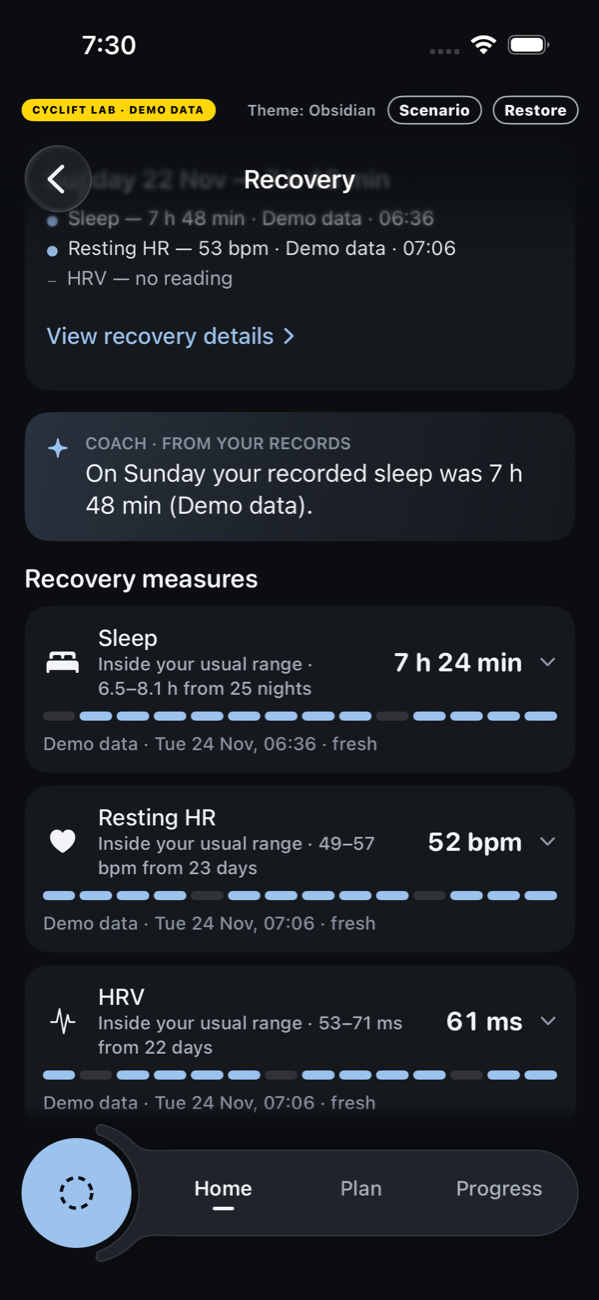 7:30
CYCLIFT LAB · DEMO DATA
Theme: Obsidian
Scenario
Restore
day 22 Nov —
min
Recovery
Sleep — 7 h 48 min · Demo data · 06:36
Resting HR — 53 bpm · Demo data · 07:06
– HRV — no reading
View recovery details
COACH · FROM YOUR RECORDS
On Sunday your recorded sleep was 7 h
48 min (Demo data).
Recovery measures
Sleep
Inside your usual range ·
6.5–8.1 h from 25 nights
7 h 24 min
Demo data · Tue 24 Nov, 06:36 · fresh
Resting HR
Inside your usual range · 49–57
bpm from 23 days
52 bpm
Demo data · Tue 24 Nov, 07:06 · fresh
HRV
Inside your usual range · 53–71 ms
from 22 days
61 ms
Demo data · Tue 24 Nov, 07:06 · fresh
Home
Plan
Progress